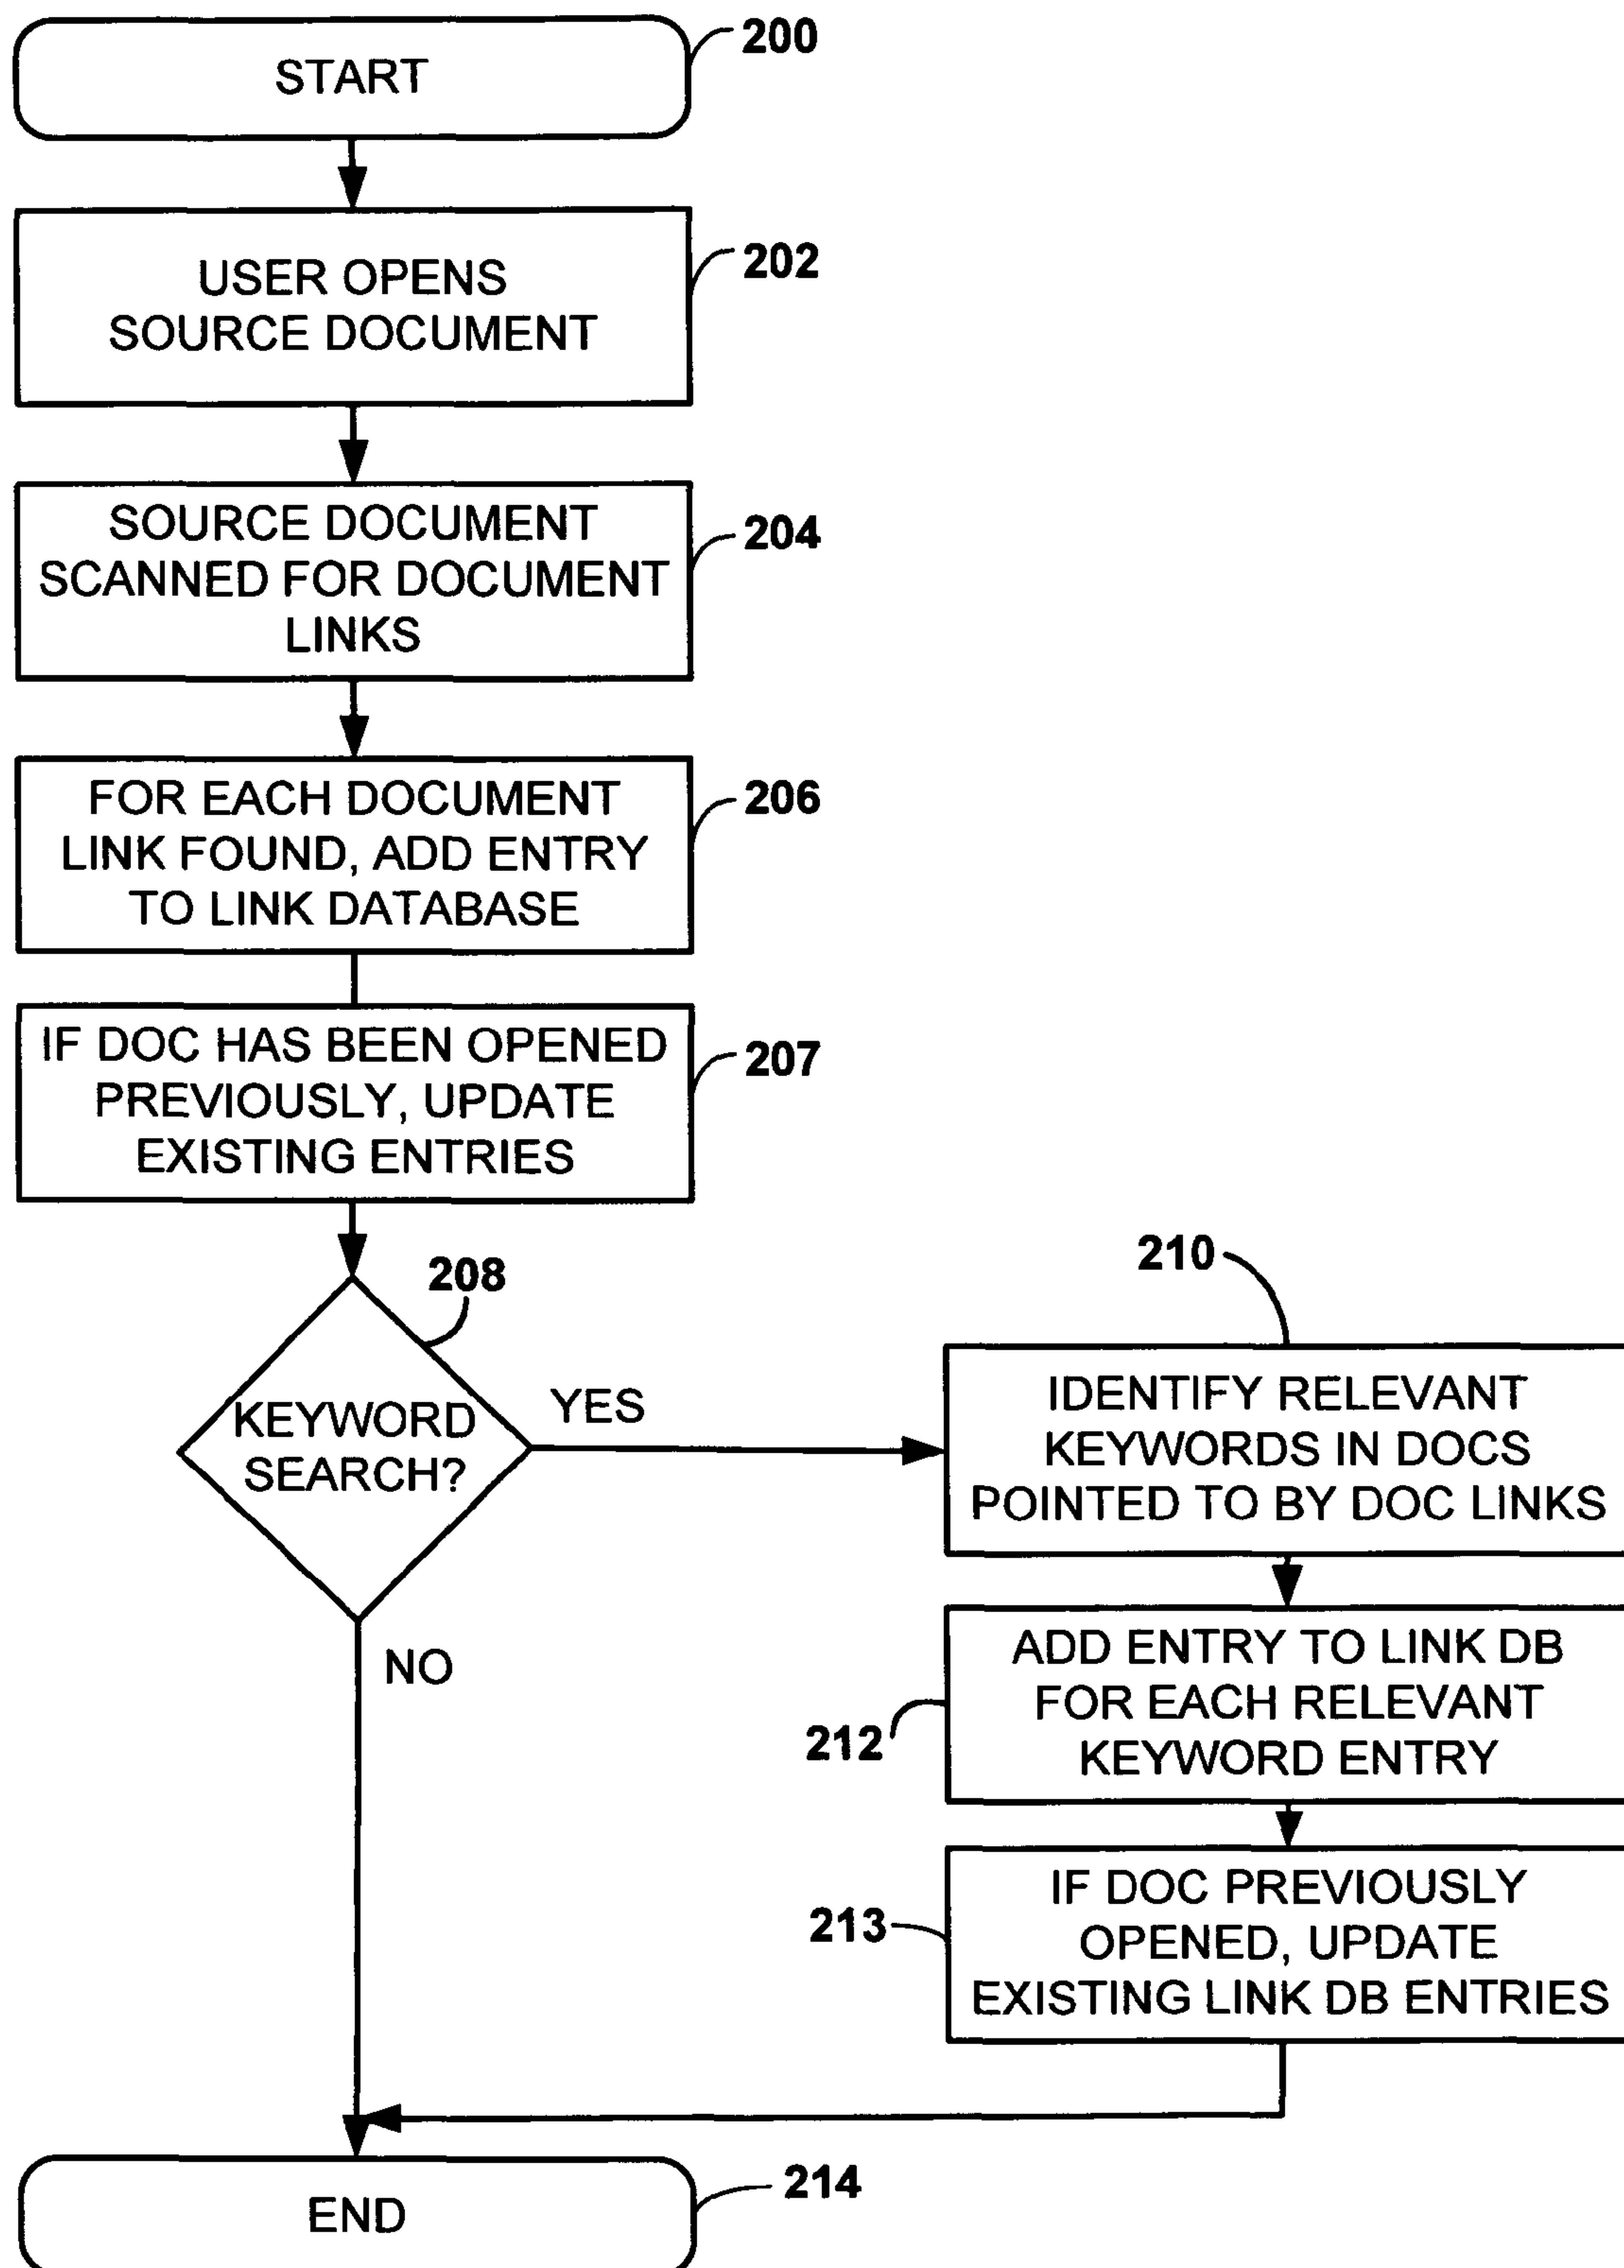 START
200
USER OPENS
SOURCE DOCUMENT
202
SOURCE DOCUMENT
SCANNED FOR DOCUMENT
LINKS
204
FOR EACH DOCUMENT
LINK FOUND, ADD ENTRY
TO LINK DATABASE
206
IF DOC HAS BEEN OPENED
PREVIOUSLY, UPDATE
EXISTING ENTRIES
207
208
KEYWORD
SEARCH?
YES
NO
210
IDENTIFY RELEVANT
KEYWORDS IN DOCS
POINTED TO BY DOC LINKS
ADD ENTRY TO LINK DB
FOR EACH RELEVANT
KEYWORD ENTRY
212
IF DOC PREVIOUSLY
OPENED, UPDATE
EXISTING LINK DB ENTRIES
213
END
214